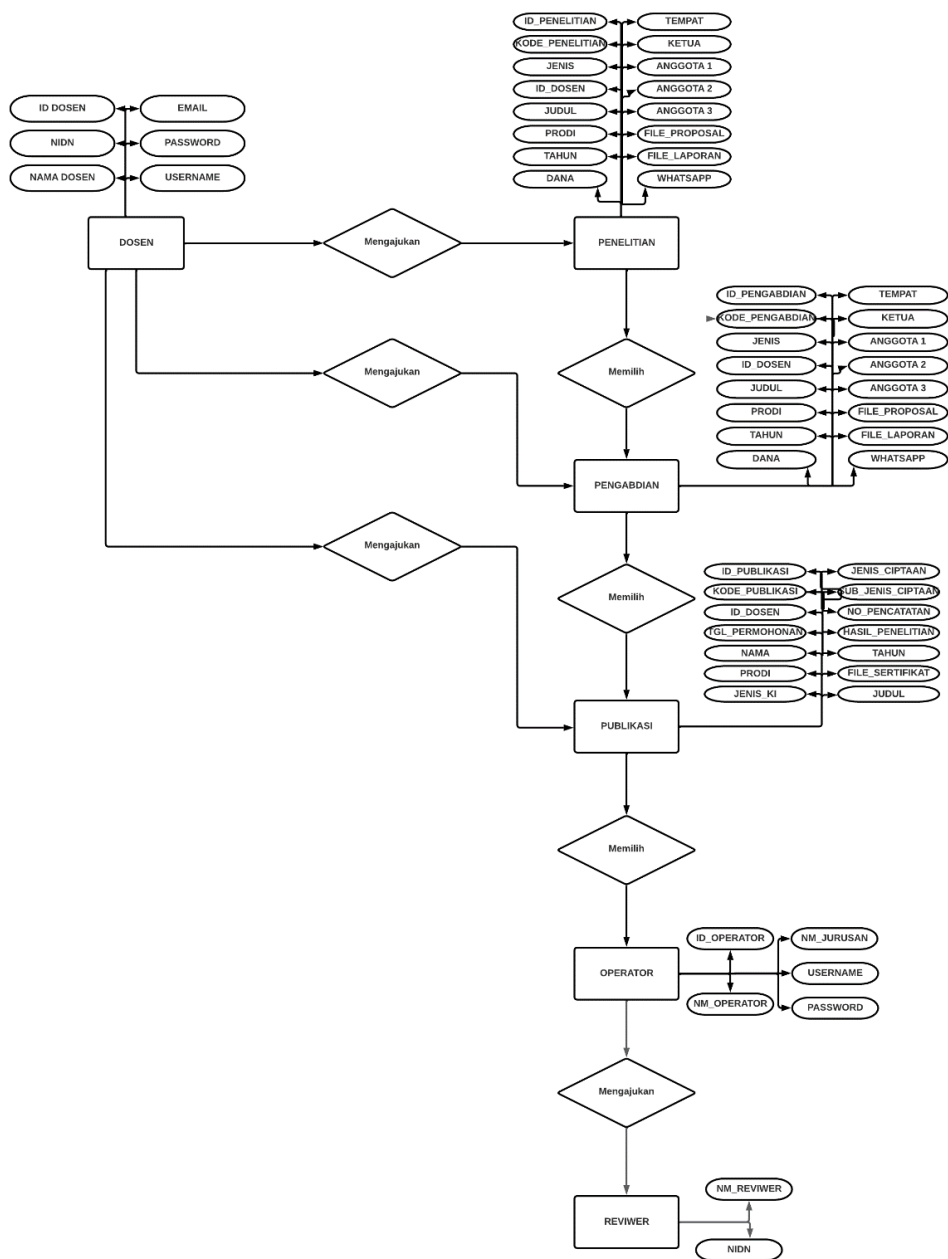 ID_PENELITIAN
TEMPAT
KODE_PENELITIAN
KETUA
JENIS
ANGGOTA 1
ID_DOSEN
ANGGOTA 2
JUDUL
ANGGOTA 3
PRODI
FILE_PROPOSAL
TAHUN
FILE_LAPORAN
DANA
WHATSAPP
ID DOSEN
EMAIL
NIDN
PASSWORD
NAMA DOSEN
USERNAME
DOSEN
Mengajukan
PENELITIAN
ID_PENGABDIAN
TEMPAT
KODE_PENGABDIAN
KETUA
JENIS
ANGGOTA 1
ID_DOSEN
ANGGOTA 2
JUDUL
ANGGOTA 3
PRODI
FILE_PROPOSAL
TAHUN
FILE_LAPORAN
DANA
WHATSAPP
Mengajukan
Memilih
PENGABDIAN
Mengajukan
Memilih
ID_PUBLIKASI
JENIS_CIPTAAN
KODE_PUBLIKASI
SUB_JENIS_CIPTAAN
ID_DOSEN
NO_PENCATATAN
TGL_PERMOHONAN
HASIL_PENELITIAN
NAMA
TAHUN
PRODI
FILE_SERTIFIKAT
JENIS_KI
JUDUL
PUBLIKASI
Memilih
OPERATOR
ID_OPERATOR
NM_JURUSAN
USERNAME
NM_OPERATOR
PASSWORD
Mengajukan
REVIWER
NM_REVIWER
NIDN